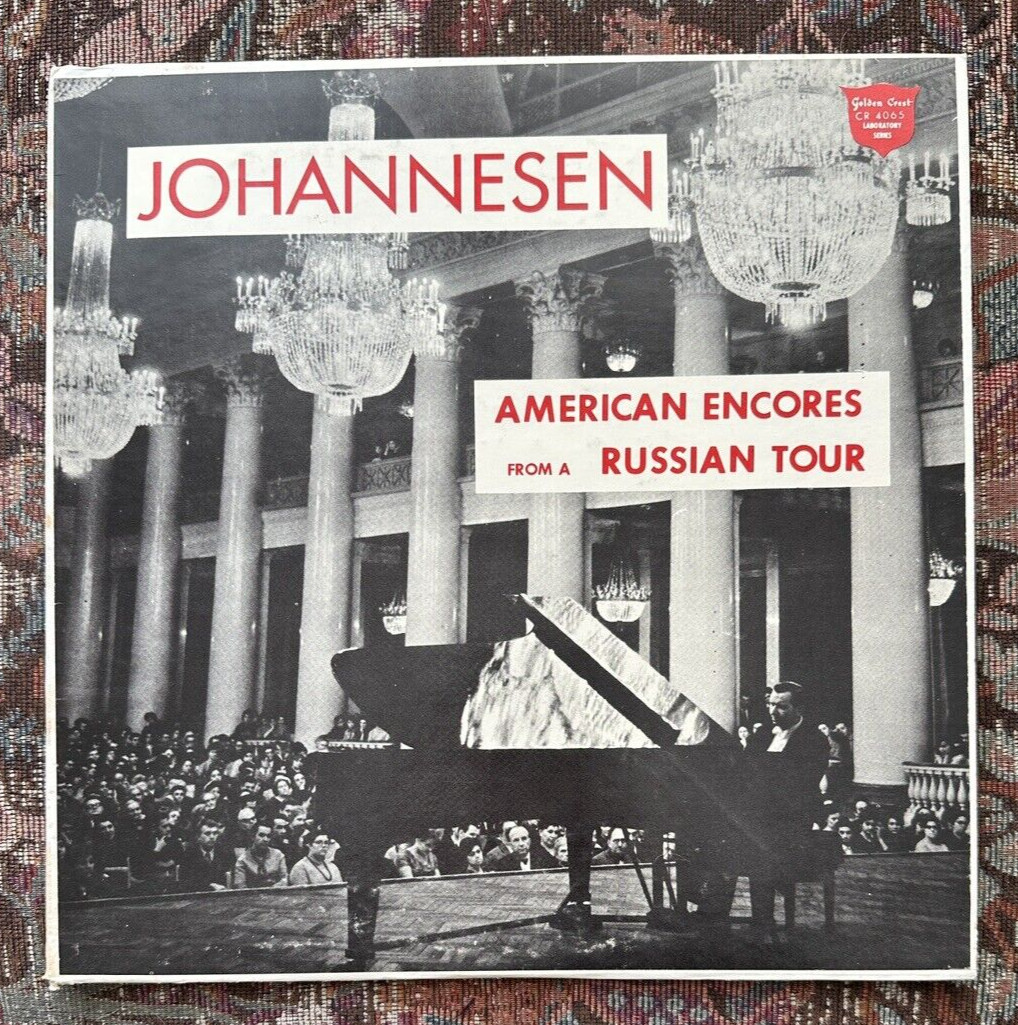 Golden Crest
CR 4065
LABORATORY
SERIES
JOHANNESEN
AMERICAN ENCORES
FROM A RUSSIAN TOUR